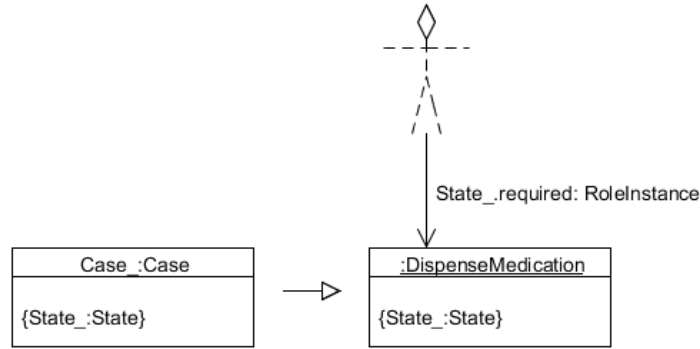 State_.required: RoleInstance
Case_:Case
:DispenseMedication
{State_:State}
{State_:State}